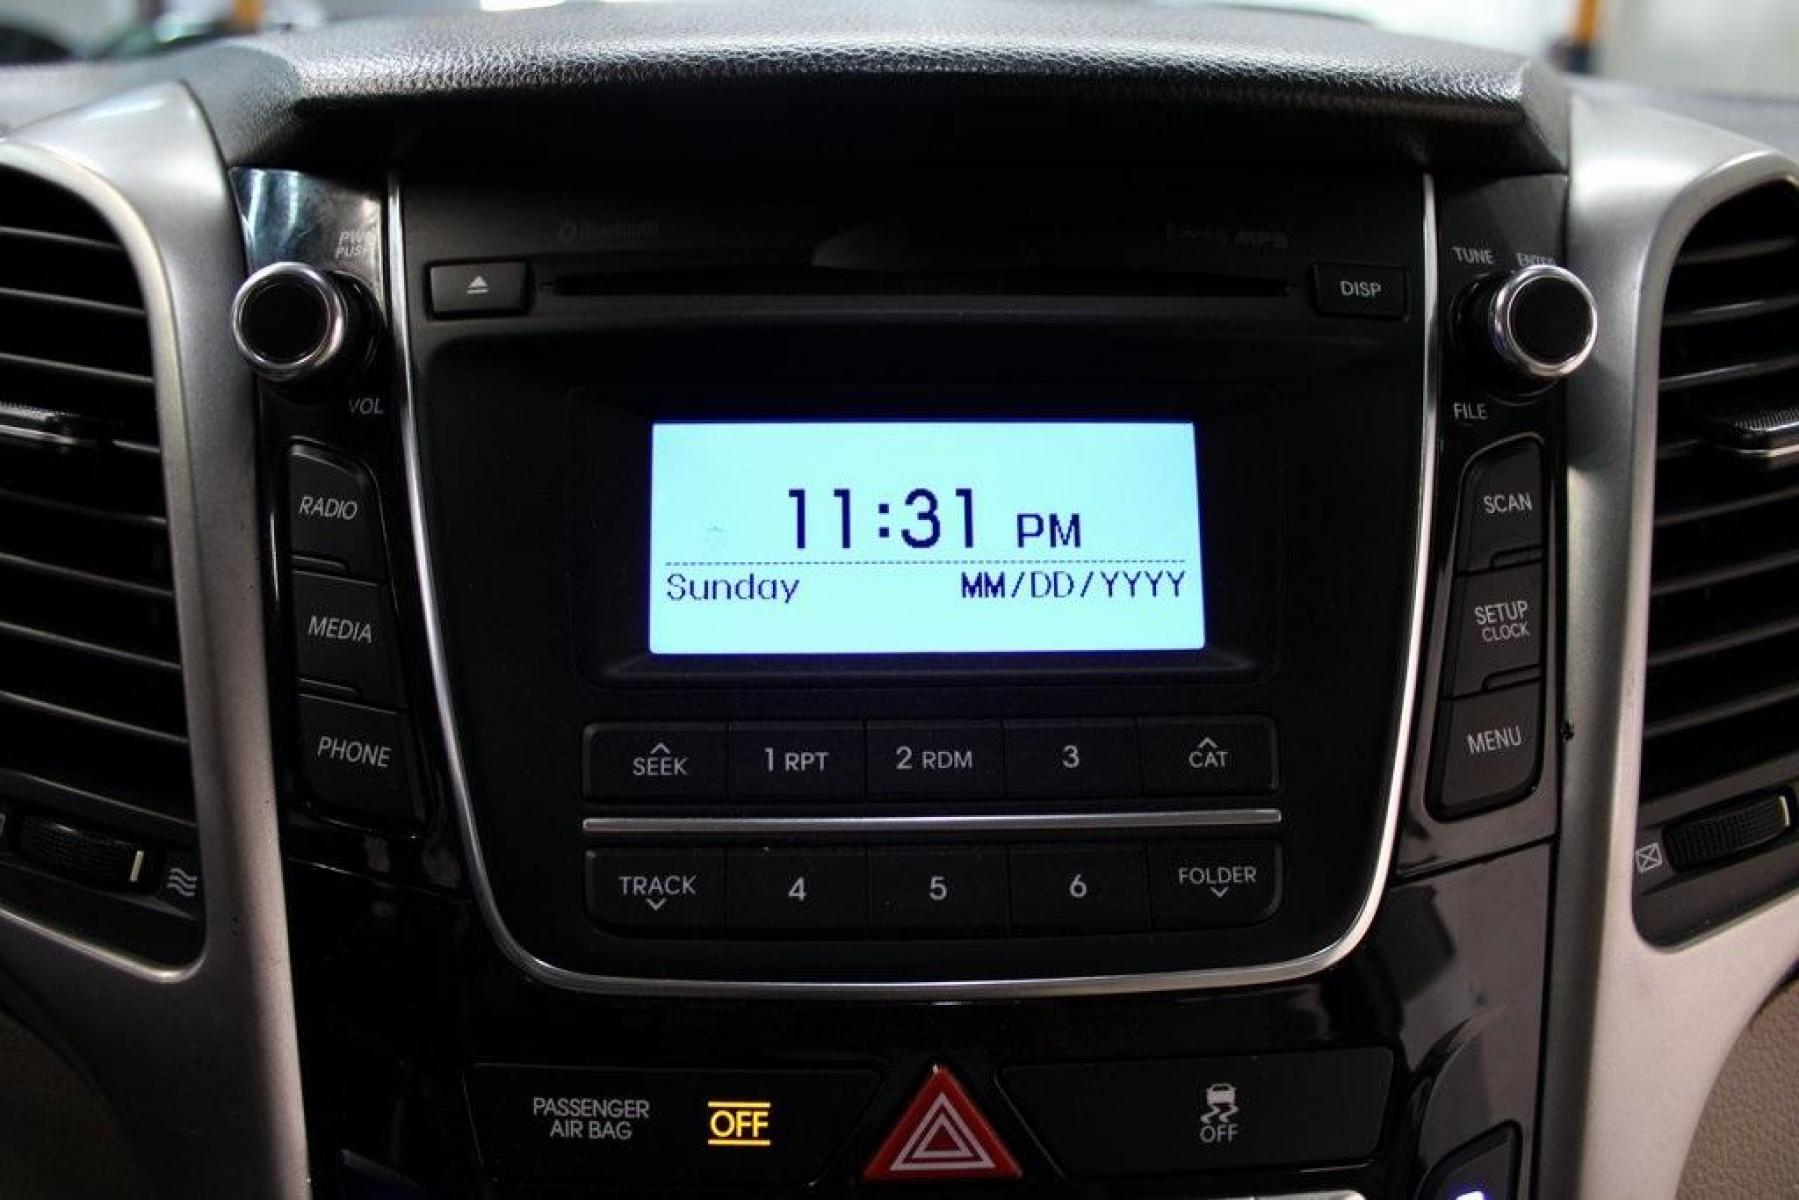 Bluetooth
MP3
PWR
PUSH
TUNE
ENTER
DISP
VOL
FILE
RADIO
MEDIA
PHONE
SCAN
SETUP
CLOCK
MENU
11:31 PM
Sunday MM/DD/YYYY
SEEK 1 RPT 2 RDM 3 CAT
TRACK 4 5 6 FOLDER
PASSENGER
AIR BAG
OFF
OFF